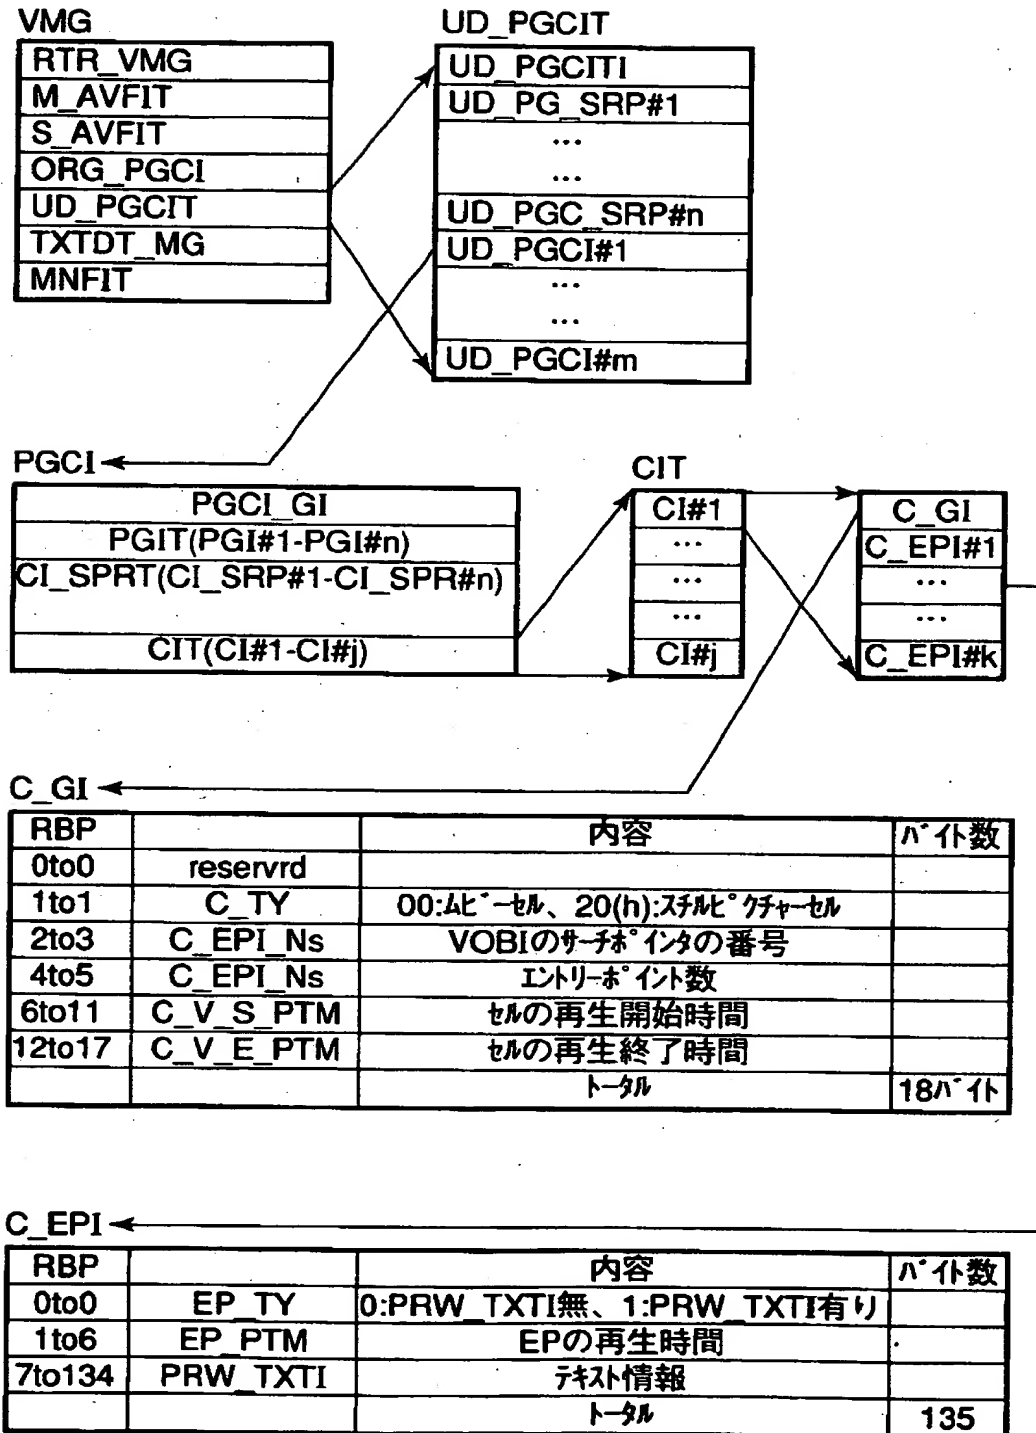 VMG
RTR_VMG
M_AVFIT
S_AVFIT
ORG_PGCI
UD_PGCIT
TXTDT_MG
MNFIT
UD_PGCIT
UD_PGCITI
UD_PG_SRP#1
...
...
UD_PGC_SRP#n
UD_PGCI#1
...
...
UD_PGCI#m
PGCI
PGCI_GI
PGIT(PGI#1-PGI#n)
CI_SPRT(CI_SRP#1-CI_SPR#n)
CIT(CI#1-CI#j)
CIT
CI#1
...
...
...
CI#j
C_GI
C_EPI#1
...
...
C_EPI#k
C_GI
RBP 内容 バイト数
0to0 reservrd
1to1 C_TY 00:ムビーセル、20(h):スチルピクチャーセル
2to3 C_EPI_Ns VOBIのサーチポインタの番号
4to5 C_EPI_Ns エントリーポイント数
6to11 C_V_S_PTM セルの再生開始時間
12to17 C_V_E_PTM セルの再生終了時間
トータル 18バイト
C_EPI
RBP 内容 バイト数
0to0 EP_TY 0:PRW_TXTI無、1:PRW_TXTI有り
1to6 EP_PTM EPの再生時間
7to134 PRW_TXTI テキスト情報
トータル 135